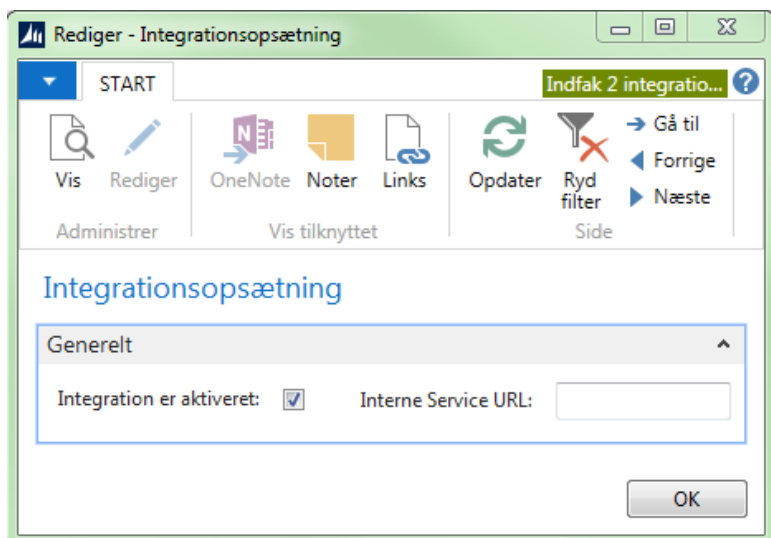 Rediger - Integrationsopsætning
START
Indfak 2 integratio...
Vis
Rediger
OneNote
Noter
Links
Opdater
Ryd
filter
Gå til
Forrige
Næste
Administrer
Vis tilknyttet
Side
Integrationsopsætning
Generelt
Integration er aktiveret:
Interne Service URL:
OK